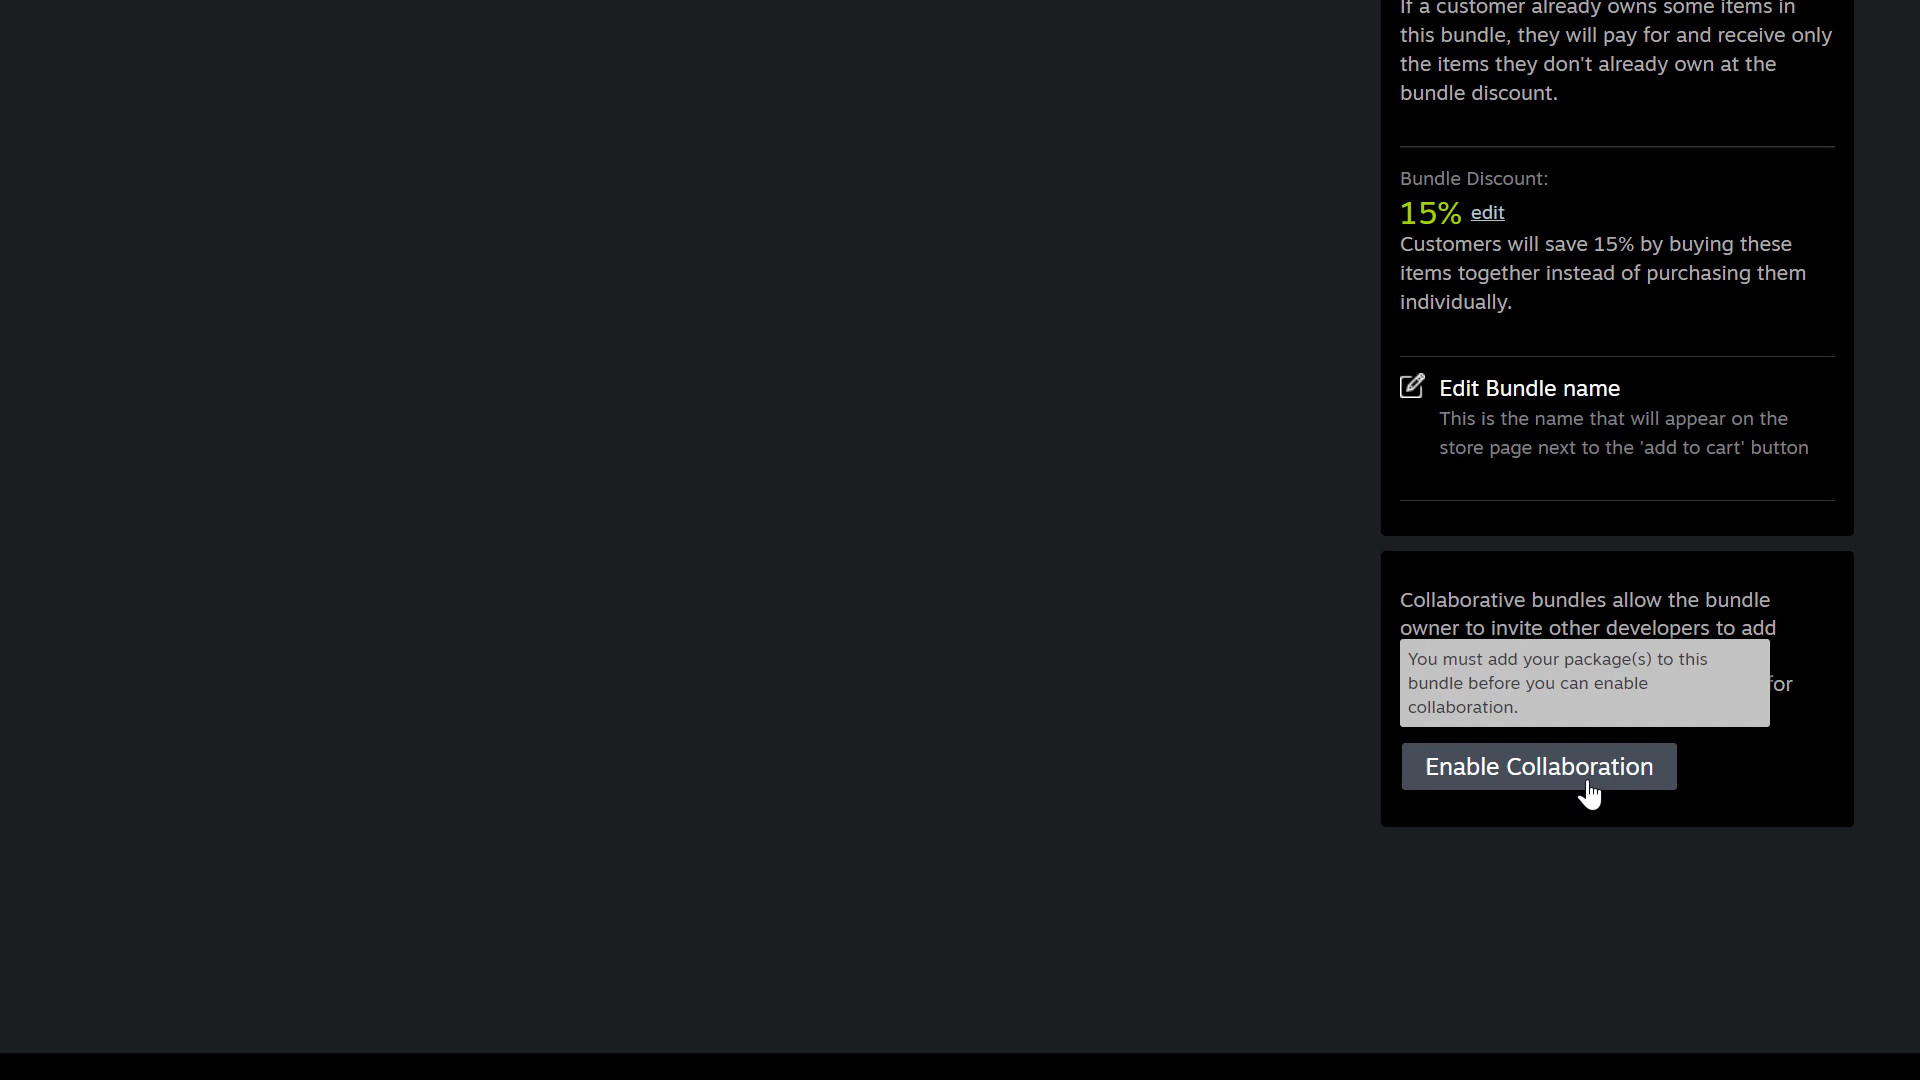 If a customer already owns some items in
this bundle, they will pay for and receive only
the items they don't already own at the
bundle discount.
Bundle Discount:
15% edit
Customers will save 15% by buying these
items together instead of purchasing them
individually.
Edit Bundle name
This is the name that will appear on the
store page next to the 'add to cart' button
Collaborative bundles allow the bundle
owner to invite other developers to add
You must add your package(s) to this
bundle before you can enable
collaboration.
for
Enable Collaboration